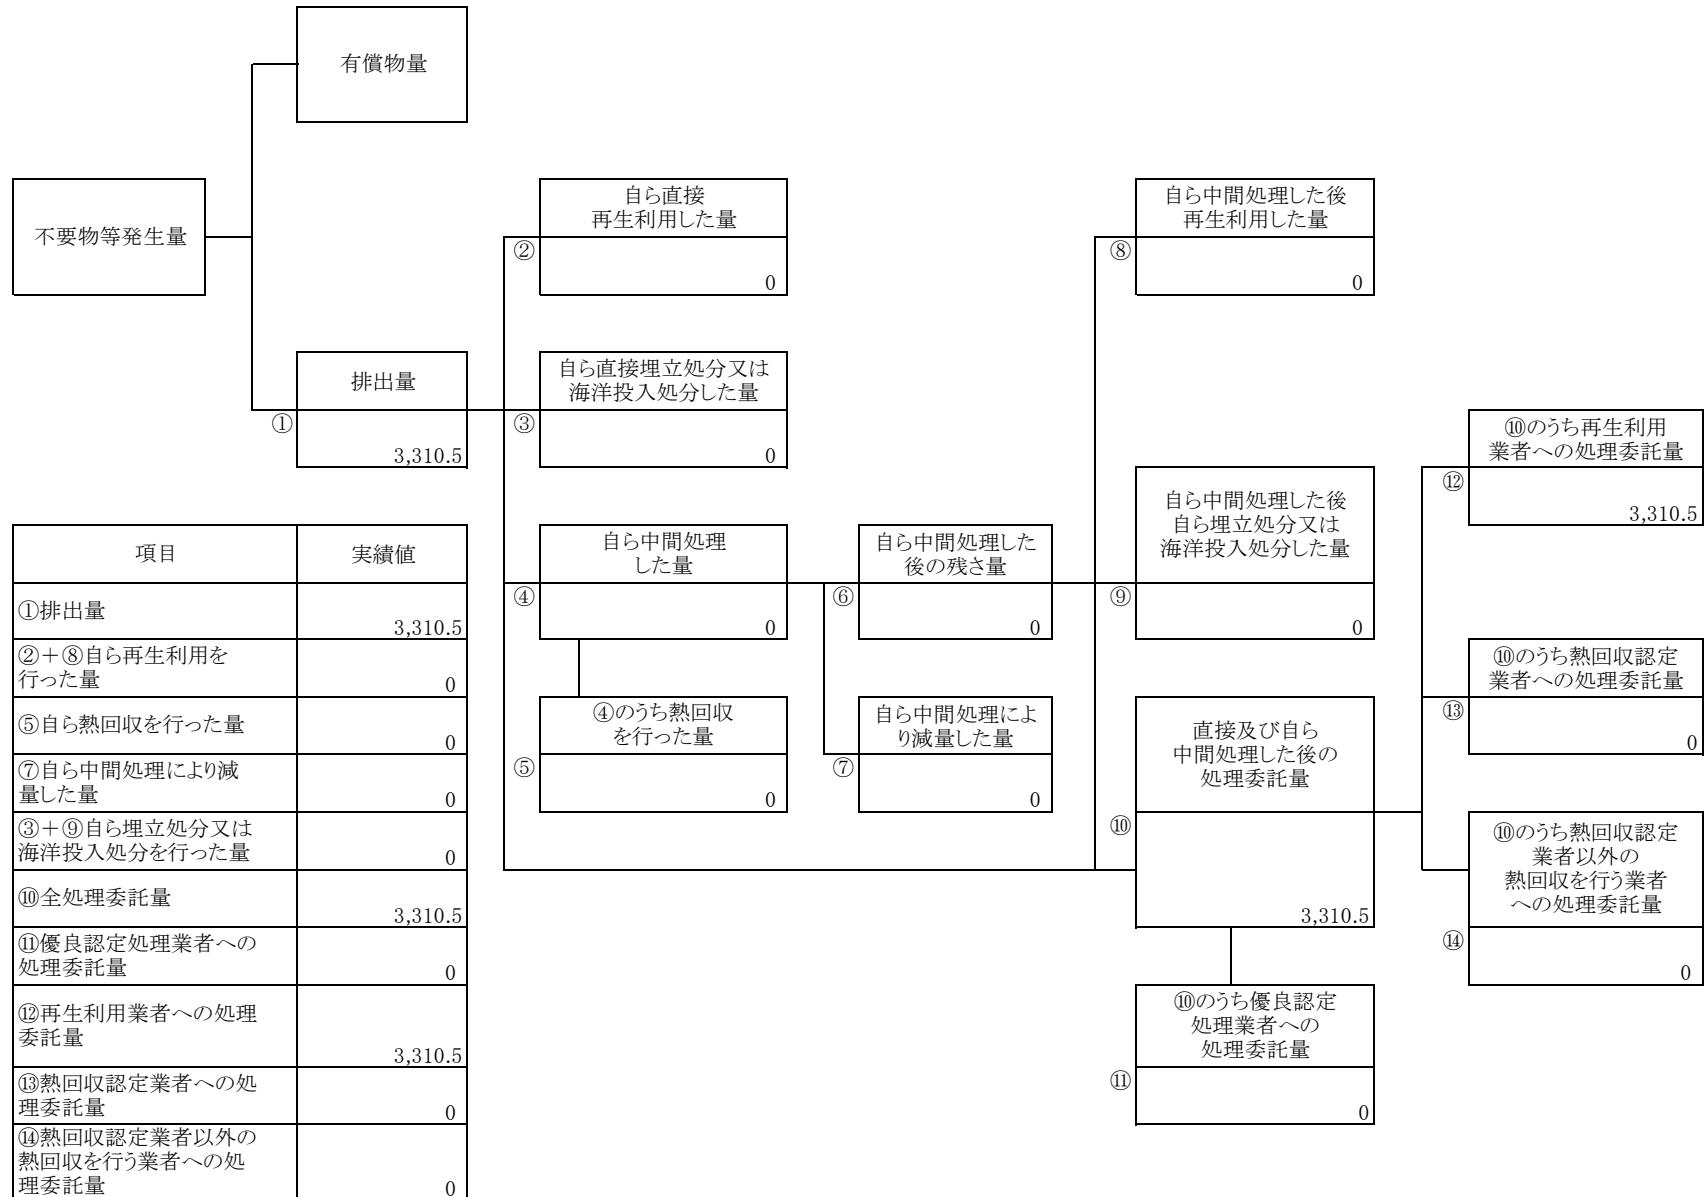 有償物量
不要物等発生量
自ら直接
再生利用した量
②
0
自ら中間処理した後
再生利用した量
⑧
0
排出量
①
3,310.5
自ら直接埋立処分又は
海洋投入処分した量
③
0
⑩のうち再生利用
業者への処理委託量
⑫
3,310.5
自ら中間処理
した量
④
0
自ら中間処理した
後の残さ量
⑥
0
自ら中間処理した後
自ら埋立処分又は
海洋投入処分した量
⑨
0
⑩のうち熱回収認定
業者への処理委託量
⑬
0
④のうち熱回収
を行った量
⑤
0
自ら中間処理によ
り減量した量
⑦
0
直接及び自ら
中間処理した後の
処理委託量
⑩
3,310.5
⑩のうち熱回収認定
業者以外の
熱回収を行う業者
への処理委託量
⑭
0
⑩のうち優良認定
処理業者への
処理委託量
⑪
0
項目 実績値
①排出量
3,310.5
②+⑧自ら再生利用を
行った量
0
⑤自ら熱回収を行った量
0
⑦自ら中間処理により減
量した量
0
③+⑨自ら埋立処分又は
海洋投入処分を行った量
0
⑩全処理委託量
3,310.5
⑪優良認定処理業者への
処理委託量
0
⑫再生利用業者への処理
委託量
3,310.5
⑬熱回収認定業者への処
理委託量
0
⑭熱回収認定業者以外の
熱回収を行う業者への処
理委託量
0